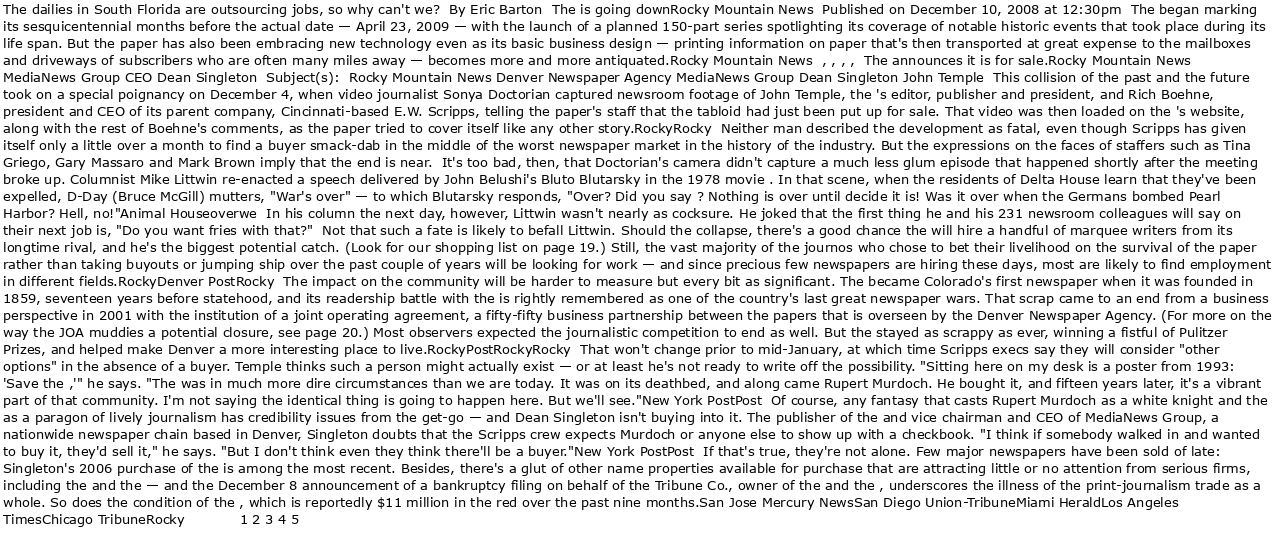 The dailies in South Florida are outsourcing jobs, so why can't we?  By Eric Barton  The is going downRocky Mountain News  Published on December 10, 2008 at 12:30pm  The began marking
its sesquicentennial months before the actual date — April 23, 2009 — with the launch of a planned 150-part series spotlighting its coverage of notable historic events that took place during its
life span. But the paper has also been embracing new technology even as its basic business design — printing information on paper that's then transported at great expense to the mailboxes
and driveways of subscribers who are often many miles away — becomes more and more antiquated.Rocky Mountain News  , , , ,  The announces it is for sale.Rocky Mountain News
MediaNews Group CEO Dean Singleton  Subject(s):  Rocky Mountain News Denver Newspaper Agency MediaNews Group Dean Singleton John Temple  This collision of the past and the future
took on a special poignancy on December 4, when video journalist Sonya Doctorian captured newsroom footage of John Temple, the 's editor, publisher and president, and Rich Boehne,
president and CEO of its parent company, Cincinnati-based E.W. Scripps, telling the paper's staff that the tabloid had just been put up for sale. That video was then loaded on the 's website,
along with the rest of Boehne's comments, as the paper tried to cover itself like any other story.RockyRocky  Neither man described the development as fatal, even though Scripps has given
itself only a little over a month to find a buyer smack-dab in the middle of the worst newspaper market in the history of the industry. But the expressions on the faces of staffers such as Tina
Griego, Gary Massaro and Mark Brown imply that the end is near.  It's too bad, then, that Doctorian's camera didn't capture a much less glum episode that happened shortly after the meeting
broke up. Columnist Mike Littwin re-enacted a speech delivered by John Belushi's Bluto Blutarsky in the 1978 movie . In that scene, when the residents of Delta House learn that they've been
expelled, D-Day (Bruce McGill) mutters, "War's over" — to which Blutarsky responds, "Over? Did you say ? Nothing is over until decide it is! Was it over when the Germans bombed Pearl
Harbor? Hell, no!"Animal Houseoverwe  In his column the next day, however, Littwin wasn't nearly as cocksure. He joked that the first thing he and his 231 newsroom colleagues will say on
their next job is, "Do you want fries with that?"  Not that such a fate is likely to befall Littwin. Should the collapse, there's a good chance the will hire a handful of marquee writers from its
longtime rival, and he's the biggest potential catch. (Look for our shopping list on page 19.) Still, the vast majority of the journos who chose to bet their livelihood on the survival of the paper
rather than taking buyouts or jumping ship over the past couple of years will be looking for work — and since precious few newspapers are hiring these days, most are likely to find employment
in different fields.RockyDenver PostRocky  The impact on the community will be harder to measure but every bit as significant. The became Colorado's first newspaper when it was founded in
1859, seventeen years before statehood, and its readership battle with the is rightly remembered as one of the country's last great newspaper wars. That scrap came to an end from a business
perspective in 2001 with the institution of a joint operating agreement, a fifty-fifty business partnership between the papers that is overseen by the Denver Newspaper Agency. (For more on the
way the JOA muddies a potential closure, see page 20.) Most observers expected the journalistic competition to end as well. But the stayed as scrappy as ever, winning a fistful of Pulitzer
Prizes, and helped make Denver a more interesting place to live.RockyPostRockyRocky  That won't change prior to mid-January, at which time Scripps execs say they will consider "other
options" in the absence of a buyer. Temple thinks such a person might actually exist — or at least he's not ready to write off the possibility. "Sitting here on my desk is a poster from 1993:
'Save the ,'" he says. "The was in much more dire circumstances than we are today. It was on its deathbed, and along came Rupert Murdoch. He bought it, and fifteen years later, it's a vibrant
part of that community. I'm not saying the identical thing is going to happen here. But we'll see."New York PostPost  Of course, any fantasy that casts Rupert Murdoch as a white knight and the
as a paragon of lively journalism has credibility issues from the get-go — and Dean Singleton isn't buying into it. The publisher of the and vice chairman and CEO of MediaNews Group, a
nationwide newspaper chain based in Denver, Singleton doubts that the Scripps crew expects Murdoch or anyone else to show up with a checkbook. "I think if somebody walked in and wanted
to buy it, they'd sell it," he says. "But I don't think even they think there'll be a buyer."New York PostPost  If that's true, they're not alone. Few major newspapers have been sold of late:
Singleton's 2006 purchase of the is among the most recent. Besides, there's a glut of other name properties available for purchase that are attracting little or no attention from serious firms,
including the and the — and the December 8 announcement of a bankruptcy filing on behalf of the Tribune Co., owner of the and the , underscores the illness of the print-journalism trade as a
whole. So does the condition of the , which is reportedly $11 million in the red over the past nine months.San Jose Mercury NewsSan Diego Union-TribuneMiami HeraldLos Angeles
TimesChicago TribuneRocky            1 2 3 4 5